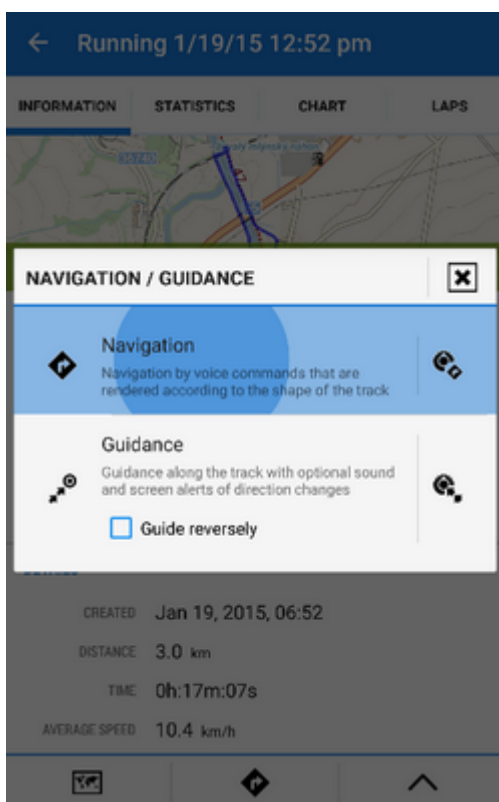 Running 1/19/15 12:52 pm
INFORMATION STATISTICS CHART LAPS
36740
47
NAVIGATION / GUIDANCE
Navigation
Navigation by voice commands that are
rendered according to the shape of the track
Guidance
Guidance along the track with optional sound
and screen alerts of direction changes
Guide reversely
CREATED Jan 19, 2015, 06:52
DISTANCE 3.0 km
TIME 0h:17m:07s
AVERAGE SPEED 10.4 km/h